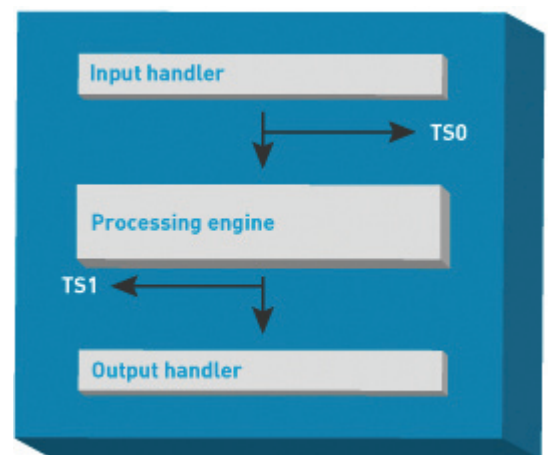 Input handler
TS0
Processing engine
TS1
Output handler